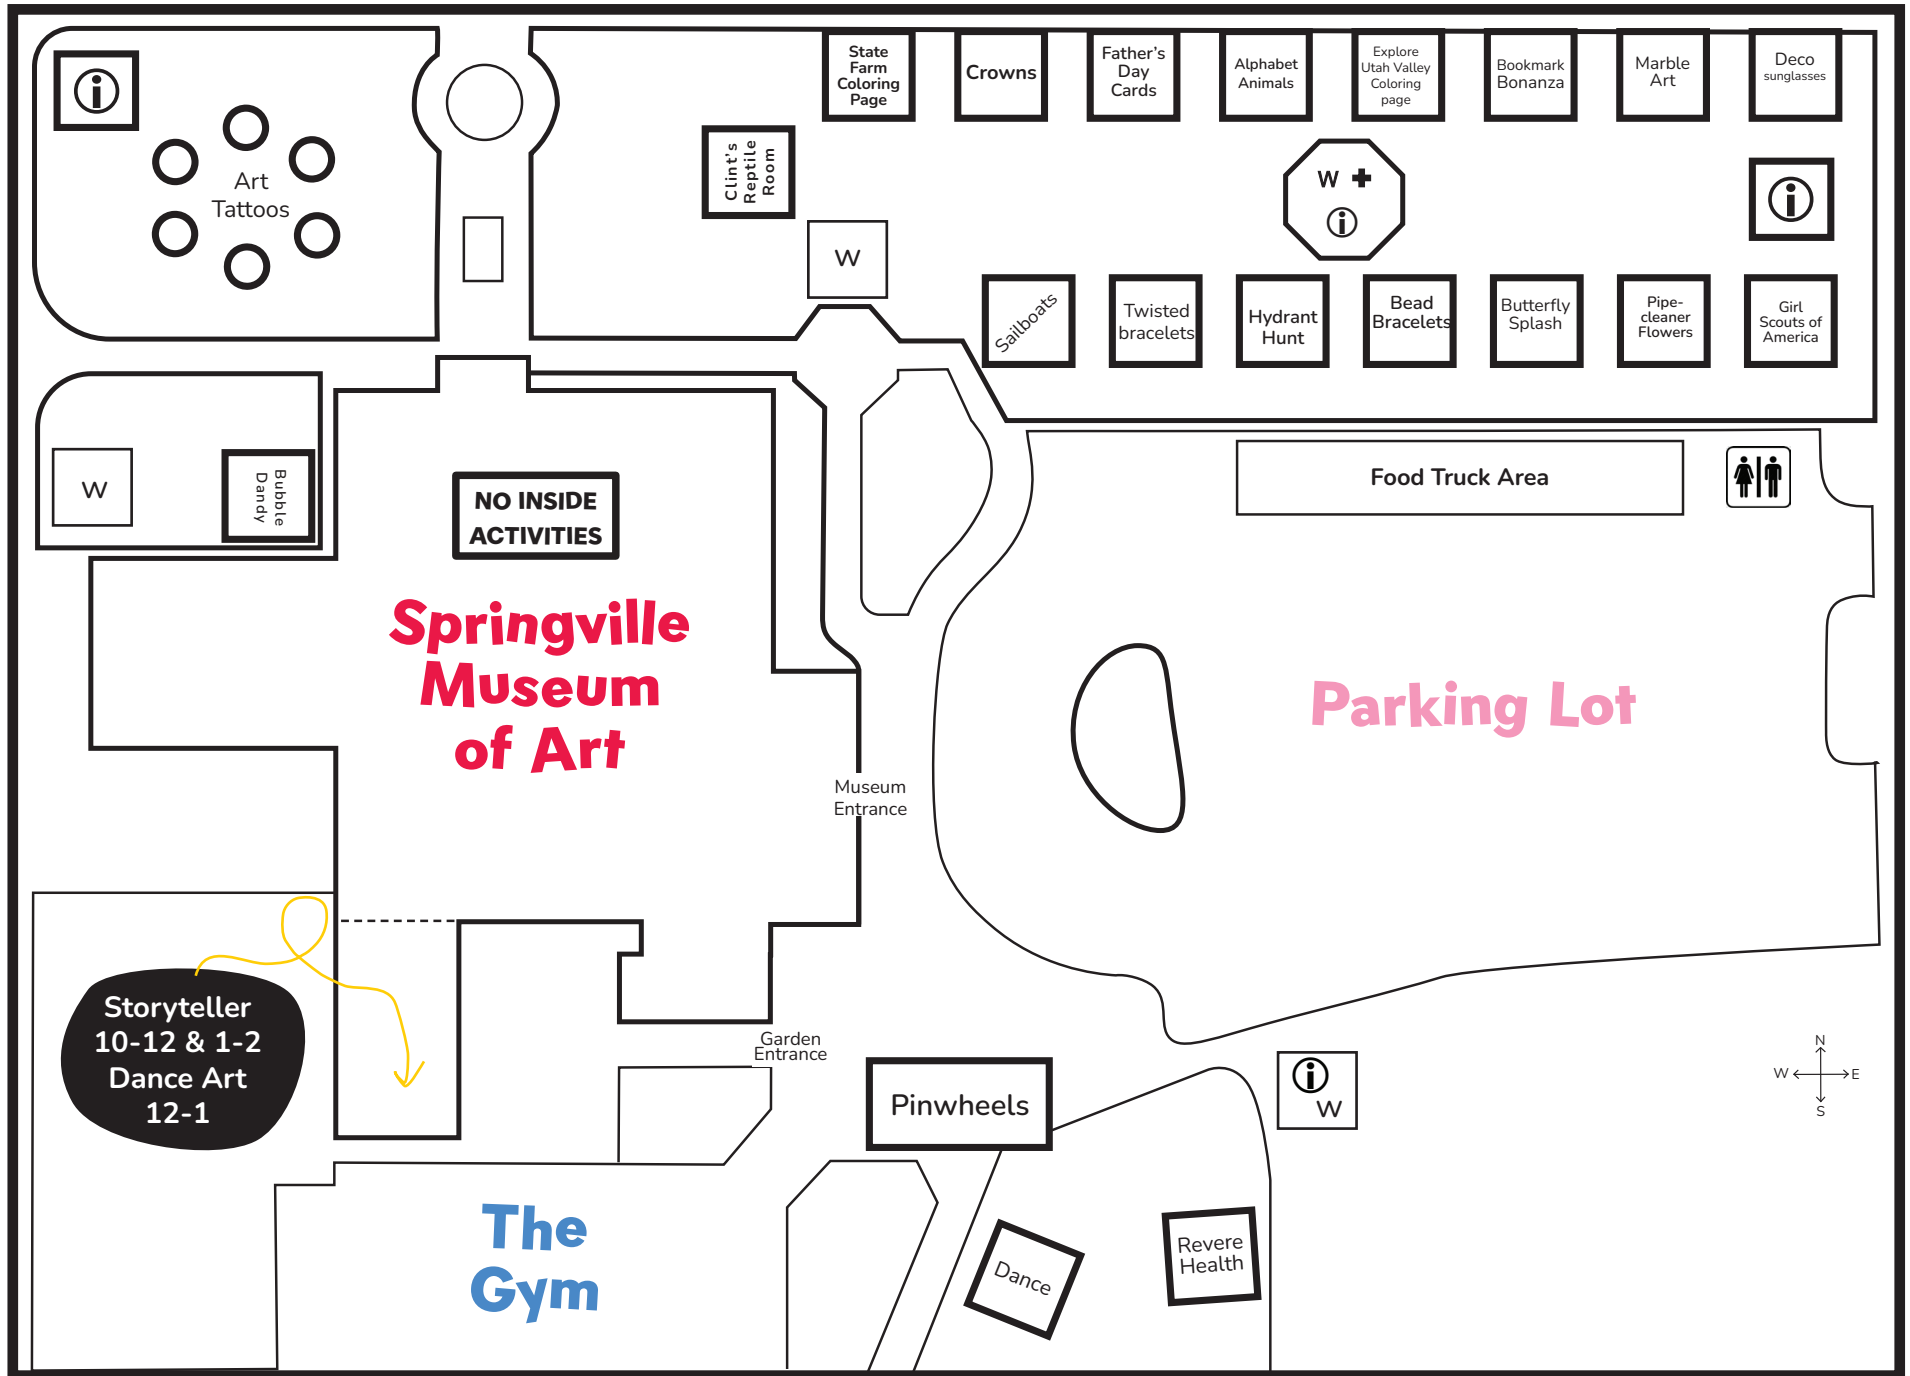 State
Farm
Coloring
Page
Crowns
Father's
Day
Cards
Alphabet
Animals
Explore
Utah Valley
Coloring
page
Bookmark
Bonanza
Marble
Art
Deco
sunglasses
i
Art
Tattoos
Clint's
Reptile
Room
W
W +
i
i
Sailboats
Twisted
bracelets
Hydrant
Hunt
Bead
Bracelets
Butterfly
Splash
Pipe-
cleaner
Flowers
Girl
Scouts of
America
W
Bubble
Dandy
NO INSIDE
ACTIVITIES
Food Truck Area
Springville
Museum
of Art
Parking Lot
Museum
Entrance
Storyteller
10-12 & 1-2
Dance Art
12-1
Garden
Entrance
Pinwheels
i
W
N
W E
S
The
Gym
Dance
Revere
Health